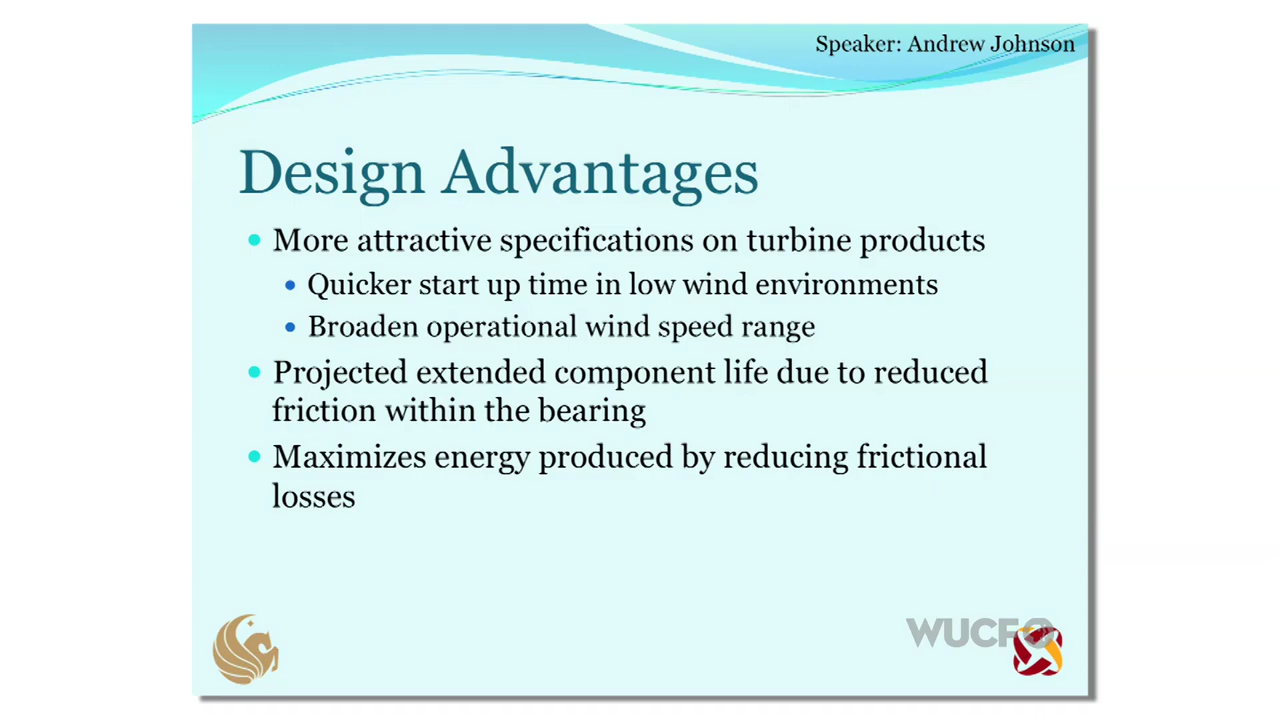 Speaker: Andrew Johnson
Design Advantages
More attractive specifications on turbine products
Quicker start up time in low wind environments
Broaden operational wind speed range
Projected extended component life due to reduced
friction within the bearing
Maximizes energy produced by reducing frictional
losses
WUCF